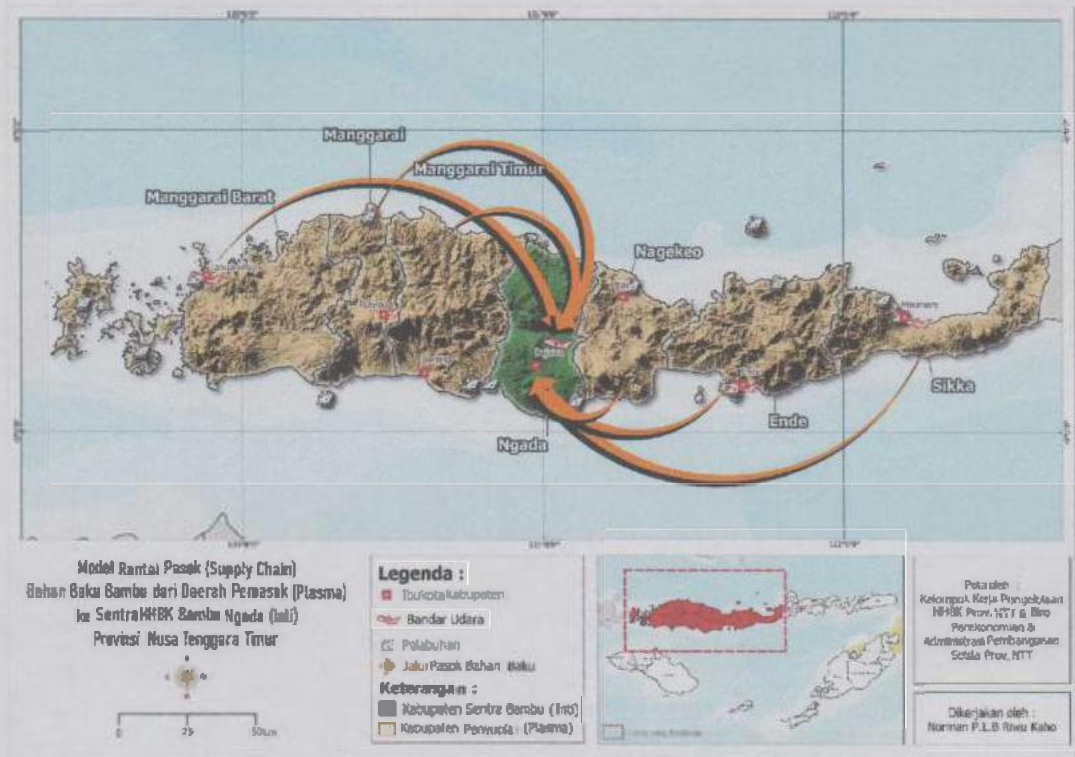 Manggarai
Manggarai Timur
Manggarai Barat
Nagekeo
Sikka
Ende
Ngada
Model Rantai Pasok (Supply Chain)
Bahan Baku Bambu dari Daerah Pemasok (Plasma)
ke Sentra HHBK Bambu Ngada (Inti)
Provinsi Nusa Tenggara Timur
0 25 50km
Legenda :
Ibukota Kabupaten
Bandar Udara
Pelabuhan
Jalur Pasok Bahan Baku
Keterangan :
Kabupaten Sentra Bambu (Inti)
Kabupaten (Plasma)
Peta oleh :
Kelompok Kerja Pengelolaan
HHBK Prov. NTT & Biro
Perekonomian &
Administrasi Pembangunan
Setda Prov. NTT
Dikerjakan oleh :
Norman P.L.B Riwu Kaho